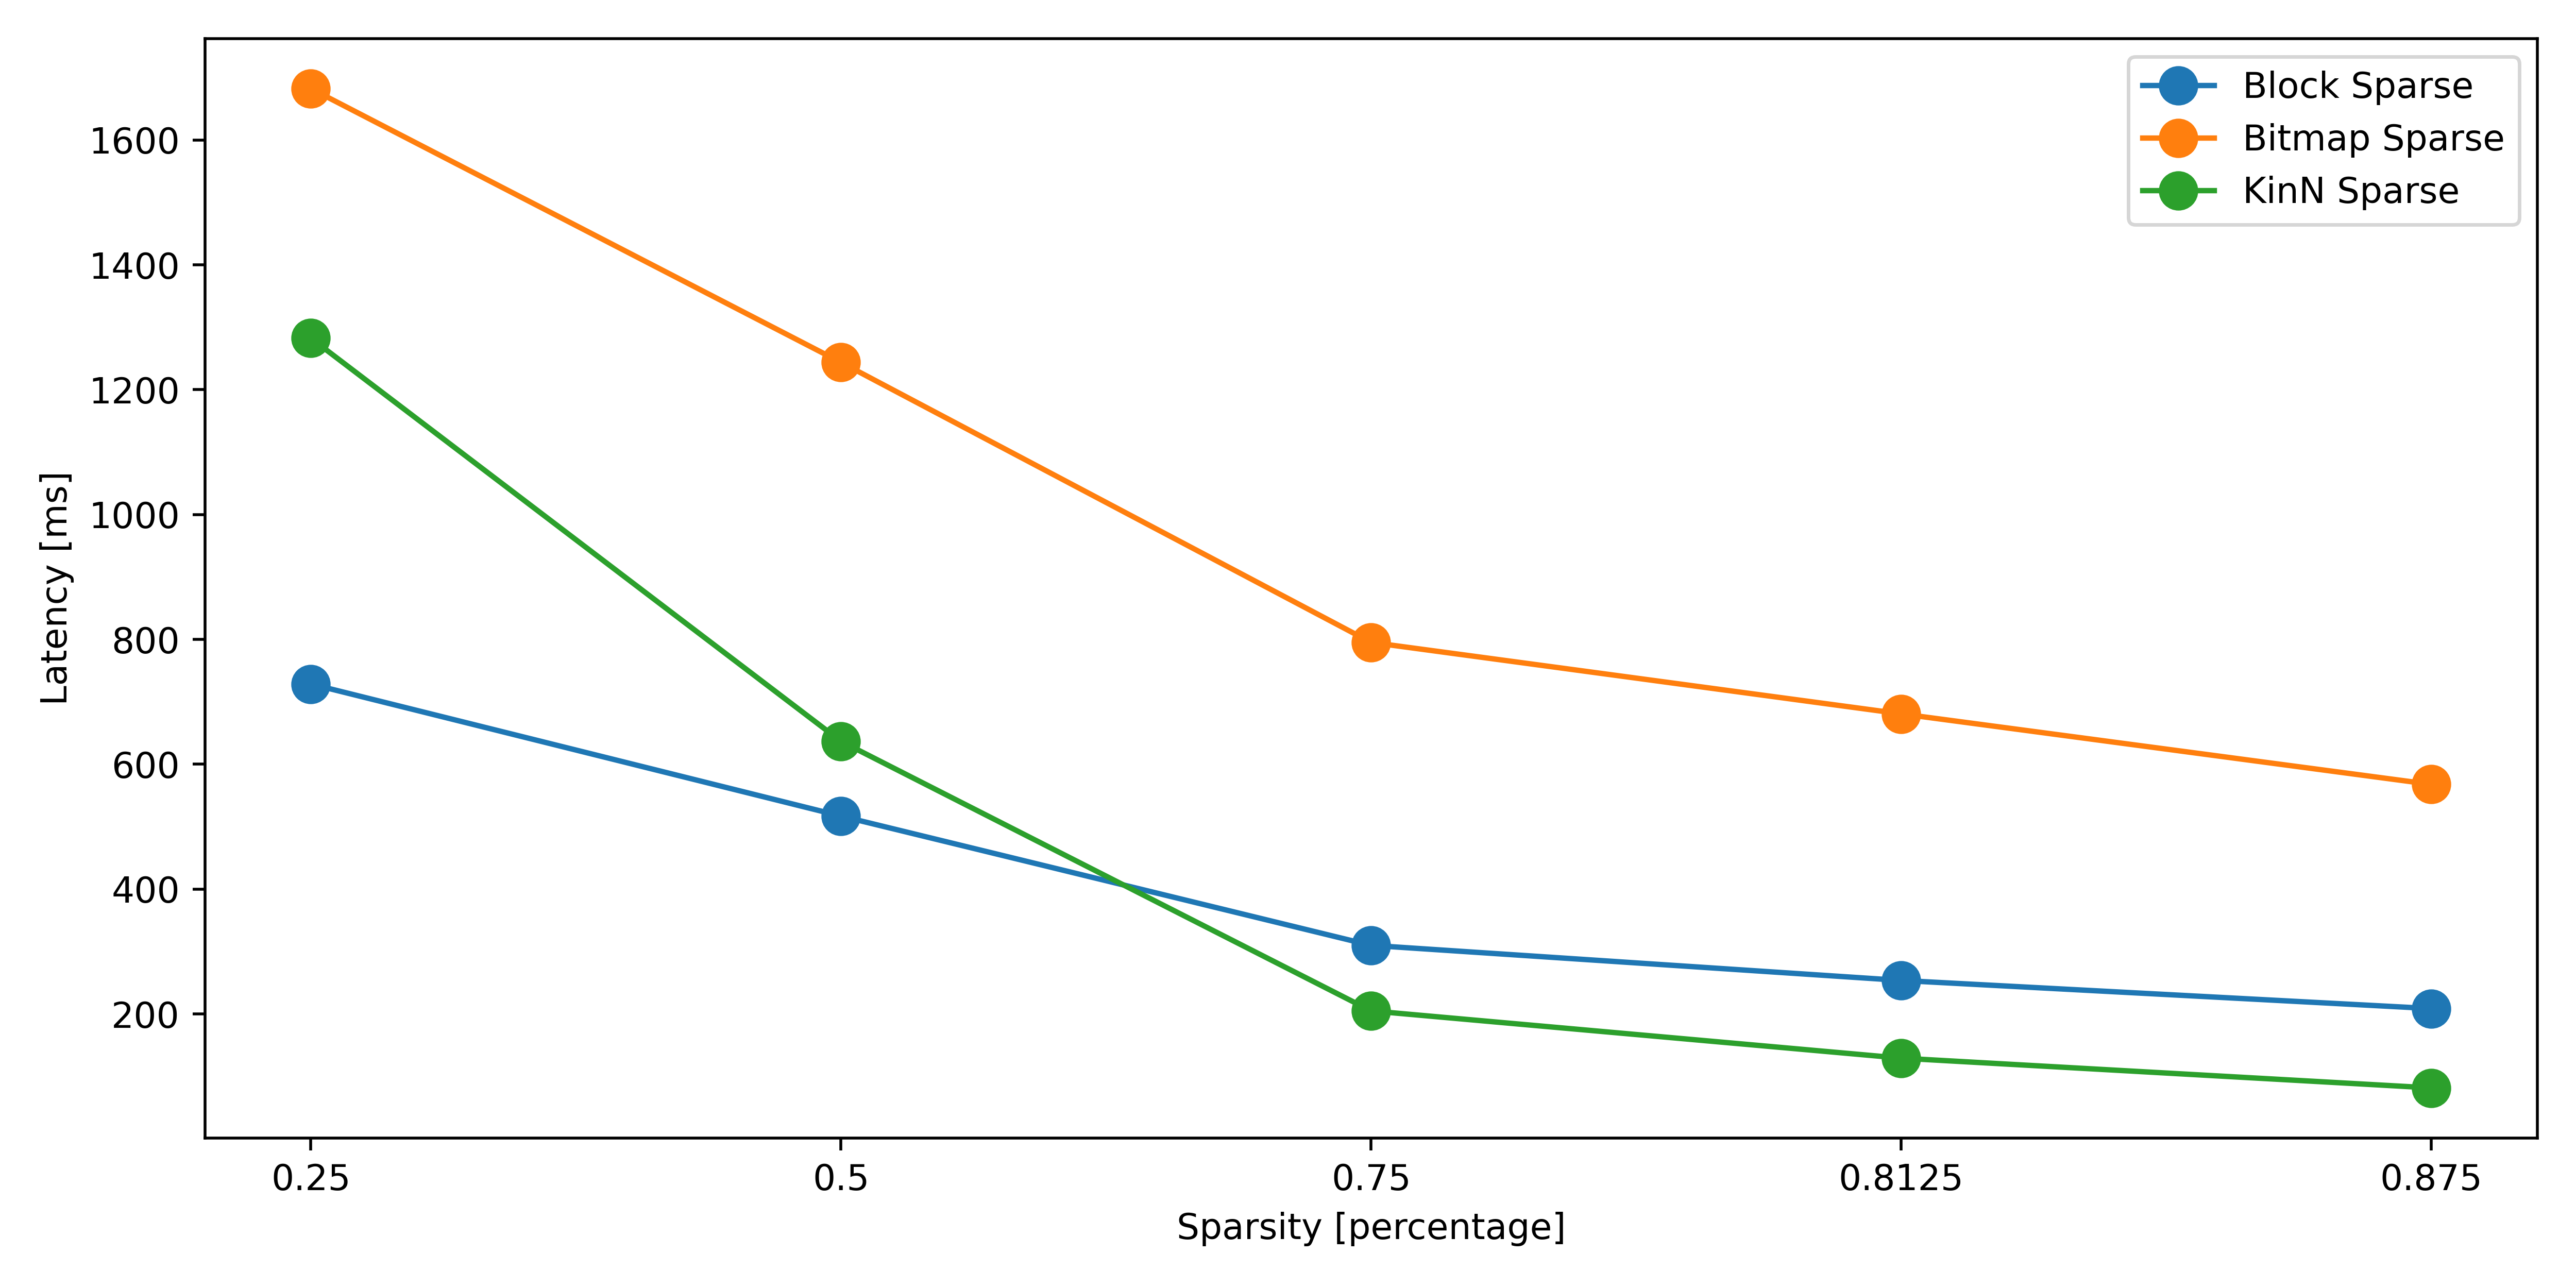 Block Sparse
Bitmap Sparse
KinN Sparse
1600
1400
1200
1000
800
600
400
200
Latency [ms]
0.25 0.5 0.75 0.8125 0.875
Sparsity [percentage]